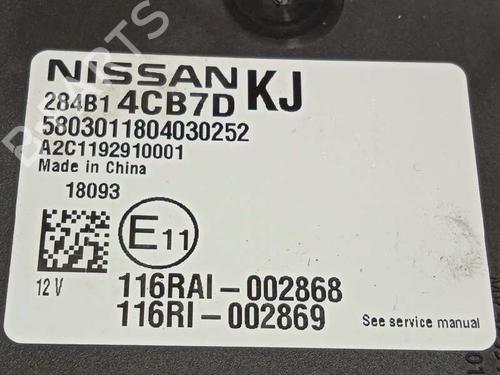 NISSAN KJ
284B1 4CB7D
5803011804030252
A2C1192910001
Made in China
18093
E11
12 V
116RAI-002868
116RI-002869
See service manual